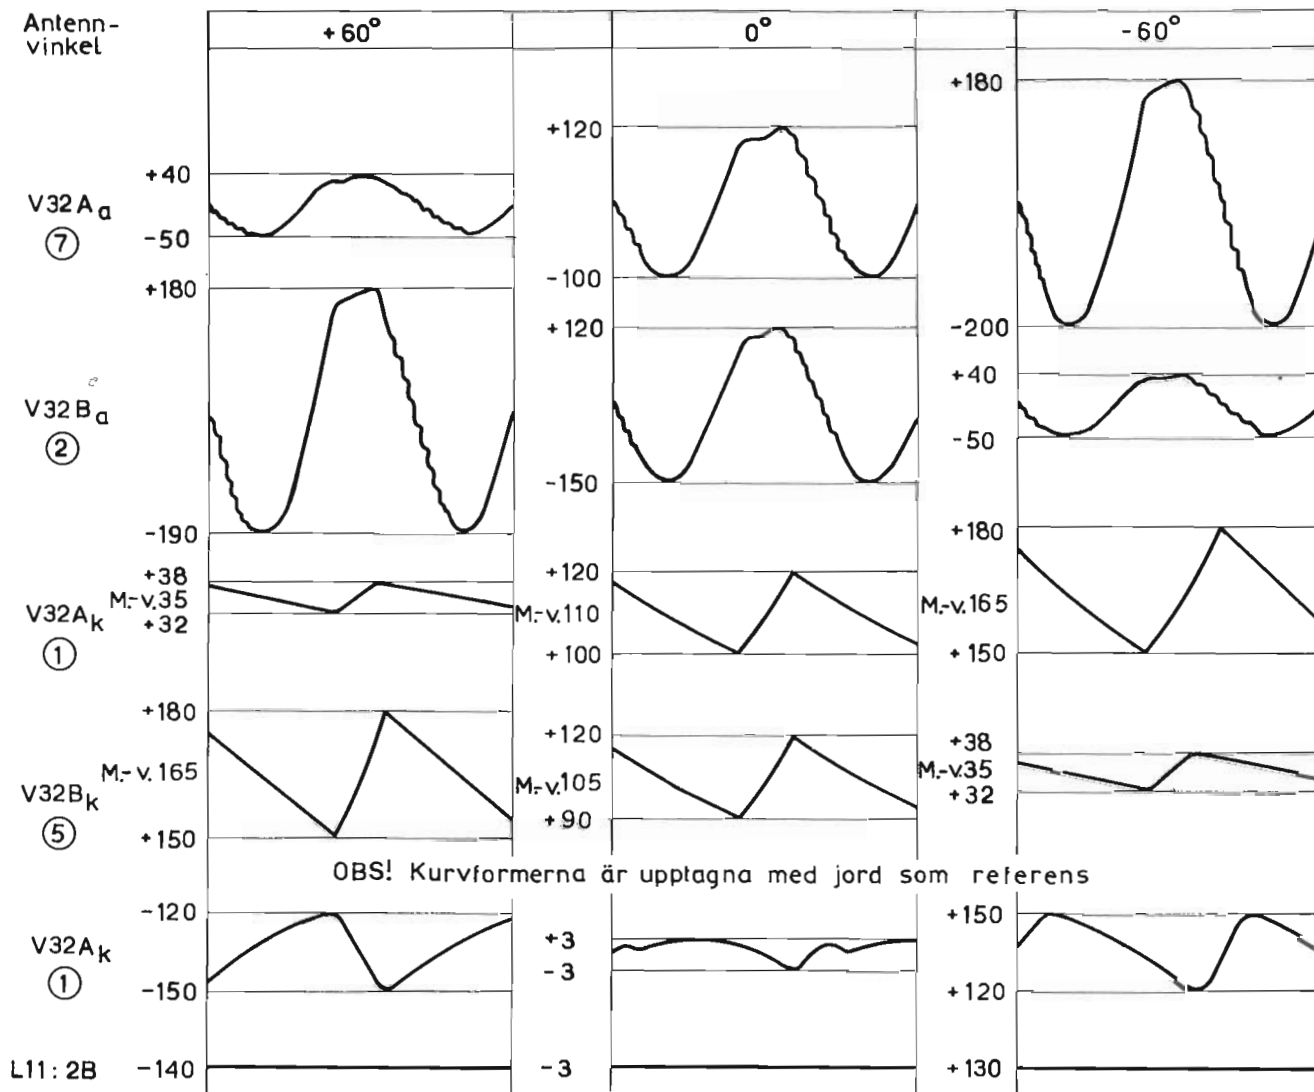 Antenn-
vinkel
+60°
0°
-60°
V32Aa
7
+40
-50
+120
-100
+180
-200
V32Ba
2
+180
-190
+120
-150
+40
-50
V32Ak
1
+38
M.-v.35
+32
+120
M.-v.110
+100
+180
M.-v.165
+150
V32Bk
5
+180
M.-v.165
+150
+120
M.-v.105
+90
+38
M.-v.35
+32
OBS! Kurvformerna är upptagna med jord som referens
V32Ak
1
-120
-150
+3
-3
+150
+120
L11:2B
-140
-3
+130